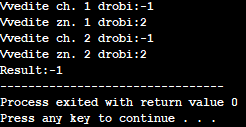 Vvedite ch. 1 drobi:-1
Vvedite zn. 1 drobi:2
Vvedite ch. 2 drobi:-1
Vvedite zn. 2 drobi:2
Result:-1
--------------------------------
Process exited with return value 0
Press any key to continue . . .